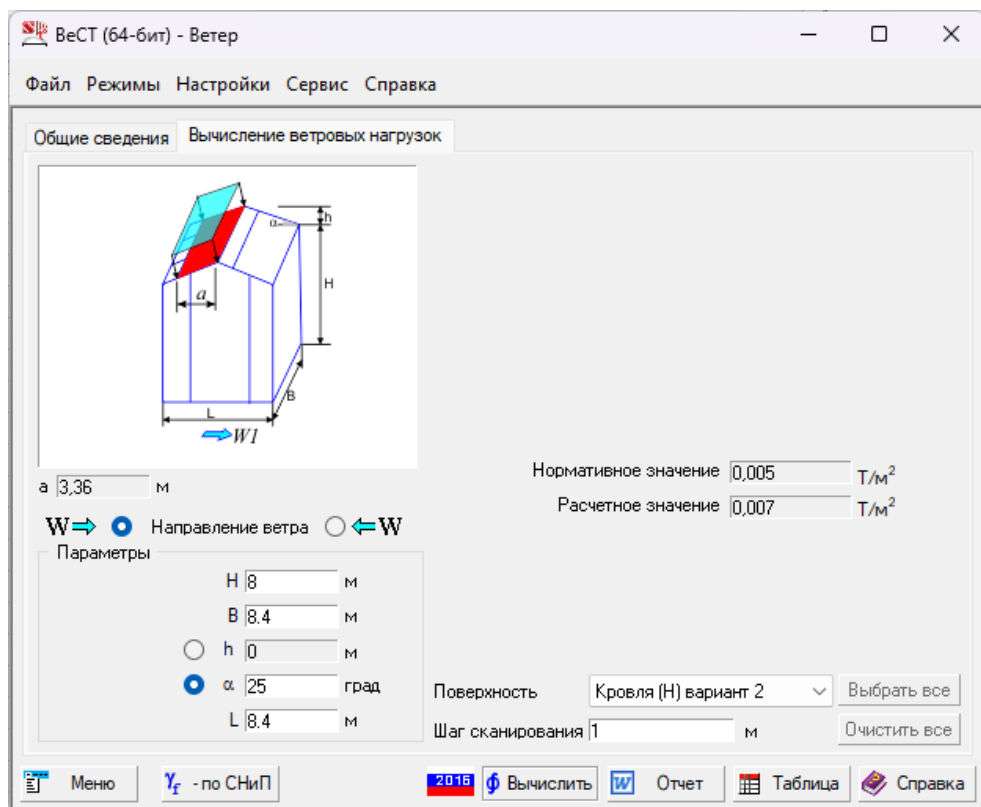 ВеСТ (64-бит) - Ветер
Файл Режимы Настройки Сервис Справка
Общие сведения Вычисление ветровых нагрузок
α h
H
a
B
L
W1
a 3,36 м
W Направление ветра W
Нормативное значение 0,005 Т/м²
Расчетное значение 0,007 Т/м²
Параметры
H 8 м
B 8.4 м
h 0 м
α 25 град
L 8.4 м
Поверхность Кровля (H) вариант 2 Выбрать все
Шаг сканирования 1 м Очистить все
Меню γf - по СНиП 2016 Вычислить W Отчет Таблица Справка